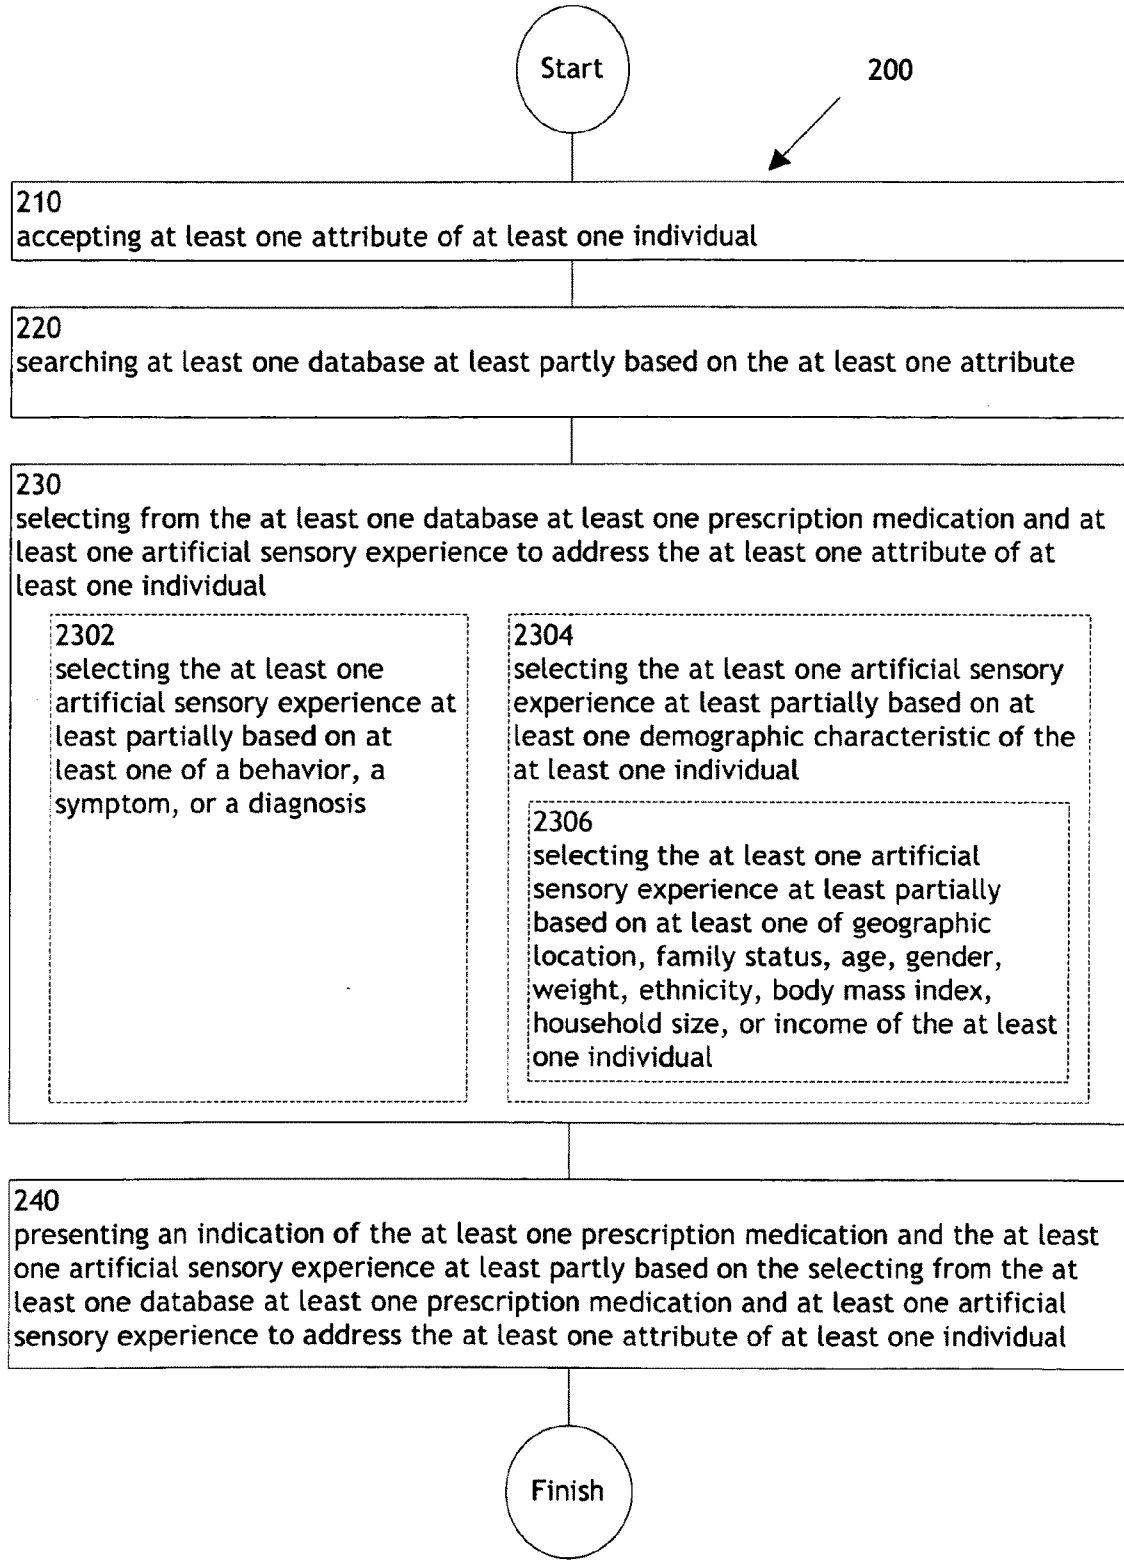 Start
200
210
accepting at least one attribute of at least one individual
220
searching at least one database at least partly based on the at least one attribute
230
selecting from the at least one database at least one prescription medication and at
least one artificial sensory experience to address the at least one attribute of at
least one individual
2302
selecting the at least one
artificial sensory experience at
least partially based on at
least one of a behavior, a
symptom, or a diagnosis
2304
selecting the at least one artificial sensory
experience at least partially based on at
least one demographic characteristic of the
at least one individual
2306
selecting the at least one artificial
sensory experience at least partially
based on at least one of geographic
location, family status, age, gender,
weight, ethnicity, body mass index,
household size, or income of the at least
one individual
240
presenting an indication of the at least one prescription medication and the at least
one artificial sensory experience at least partly based on the selecting from the at
least one database at least one prescription medication and at least one artificial
sensory experience to address the at least one attribute of at least one individual
Finish